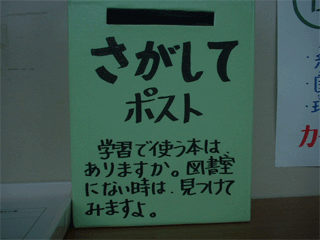 さがして
ポスト
学習で使う本は、
ありますか。図書室
にない時は、見つけて
みますよ。